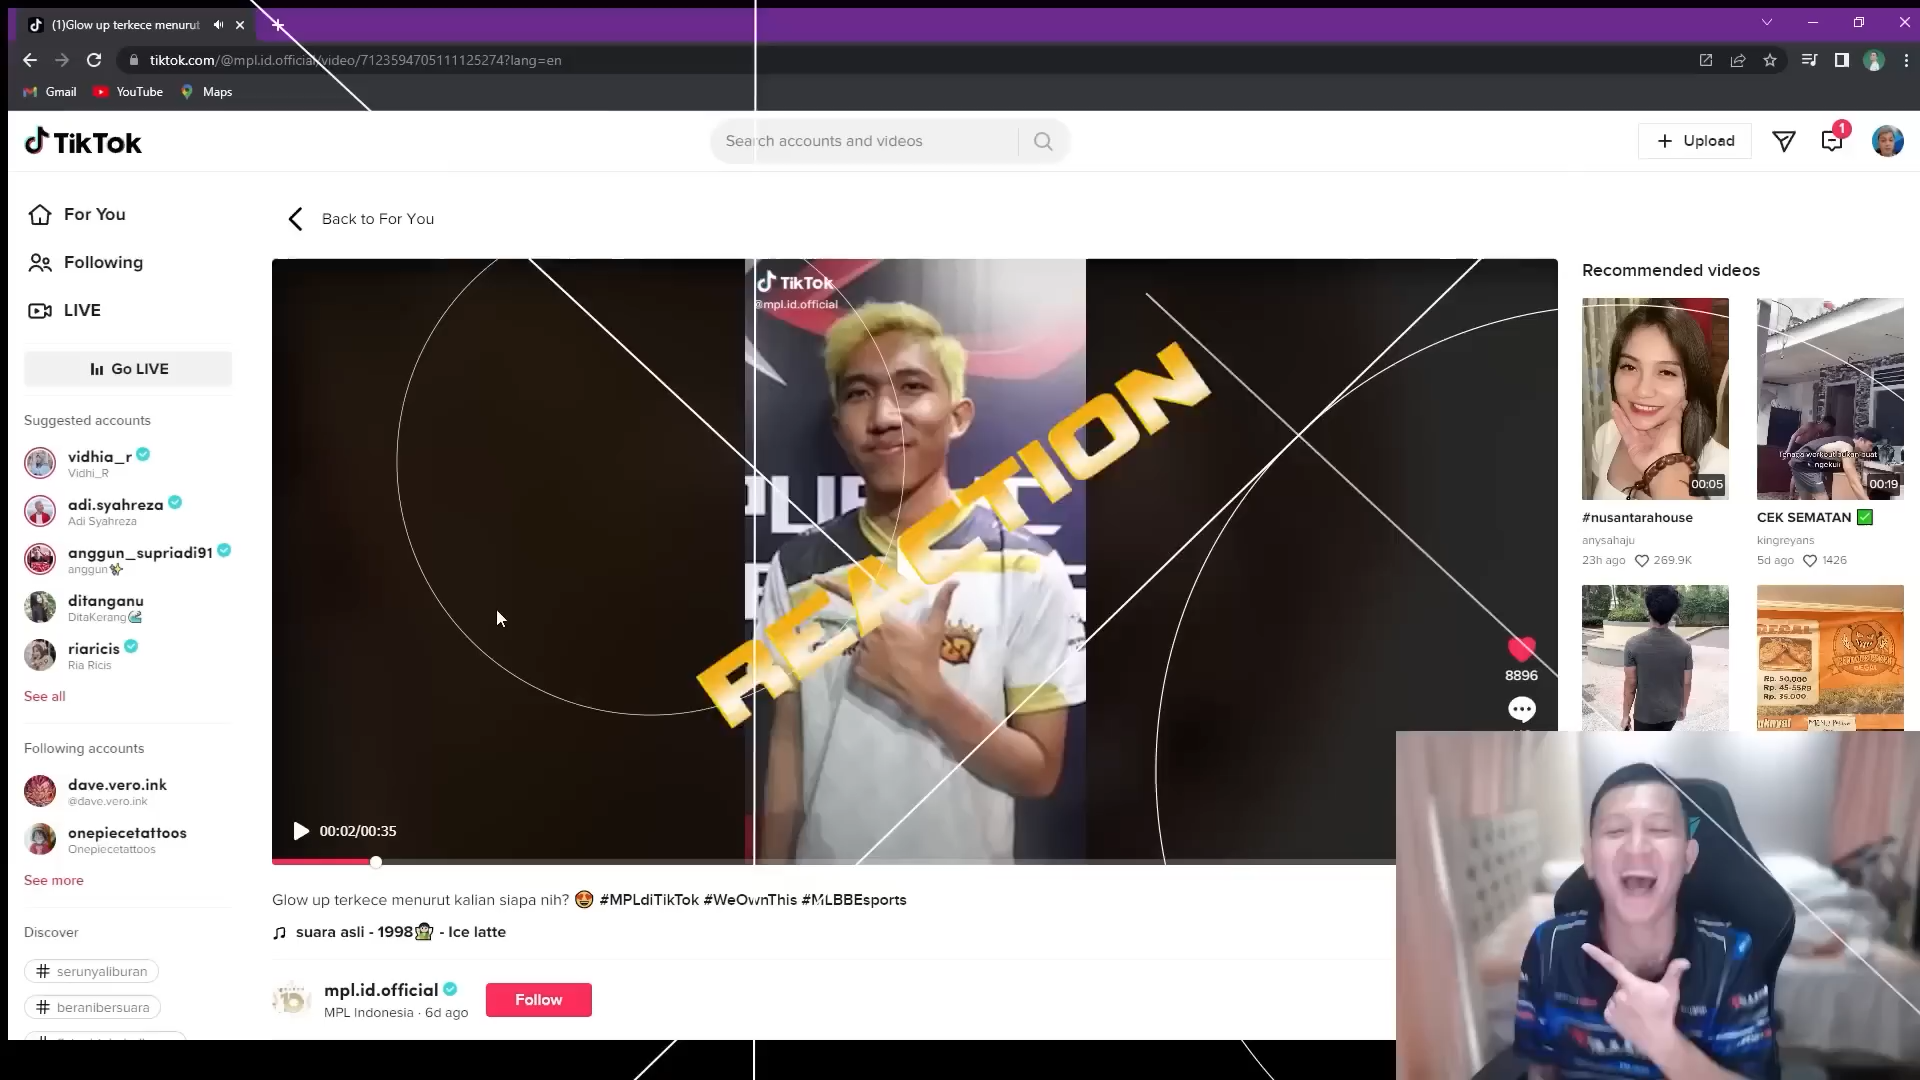 (1)Glow up terkece menurut
tiktok.com/@mpl.id.official/video/7123594705111125274?lang=en
Gmail
YouTube
Maps
TikTok
Search accounts and videos
Upload
1
For You
Following
LIVE
Go LIVE
Suggested accounts
vidhia_r
Vidhi_R
adi.syahreza
Adi Syahreza
anggun_supriadi91
anggun✨
ditanganu
DitaKerang🌊
riaricis
Ria Ricis
See all
Following accounts
dave.vero.ink
@dave.vero.ink
onepiecetattoos
Onepiecetattoos
See more
Discover
# serunyaliburan
# beranibersuara
Back to For You
TikTok
@mpl.id.official
REACTION
8896
00:02/00:35
Glow up terkece menurut kalian siapa nih? 😍 #MPLdiTikTok #WeOwnThis #MLBBEsports
suara asli - 1998 - Ice latte
mpl.id.official
MPL Indonesia · 6d ago
Follow
Recommended videos
00:05
#nusantarahouse
anysahaju
23h ago 269.9K
00:19
CEK SEMATAN ✅
kingreyans
5d ago 1426
Rp. 50,000
Rp. 35,000